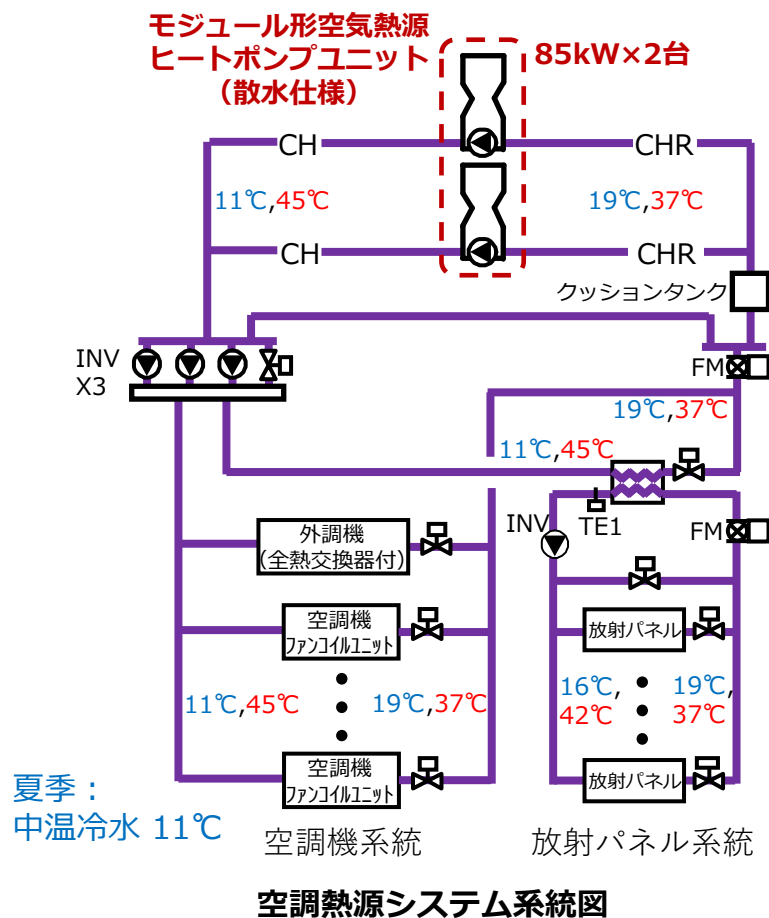 モジュール形空気熱源
ヒートポンプユニット
（散水仕様）
85kW×2台
CH
CHR
11℃,45℃
19℃,37℃
CH
CHR
クッションタンク
INV
X3
FM
19℃,37℃
11℃,45℃
INV
TE1
FM
外調機
(全熱交換器付)
空調機
ファンコイルユニット
放射パネル
11℃,45℃
19℃,37℃
16℃,
42℃
19℃,
37℃
空調機
ファンコイルユニット
放射パネル
夏季：
中温冷水 11℃
空調機系統
放射パネル系統
空調熱源システム系統図